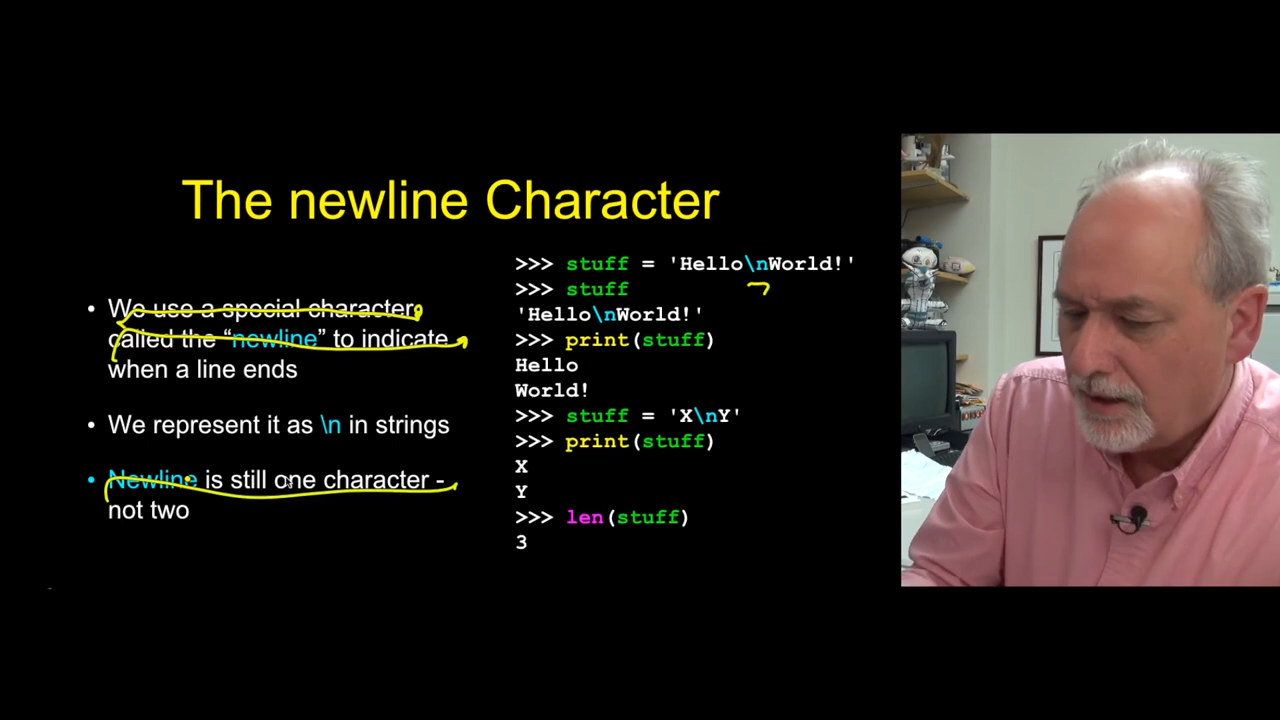 The newline Character
• We use a special character
called the “newline” to indicate
when a line ends
• We represent it as \n in strings
• Newline is still one character -
not two
>>> stuff = 'Hello\nWorld!'
>>> stuff
'Hello\nWorld!'
>>> print(stuff)
Hello
World!
>>> stuff = 'X\nY'
>>> print(stuff)
X
Y
>>> len(stuff)
3